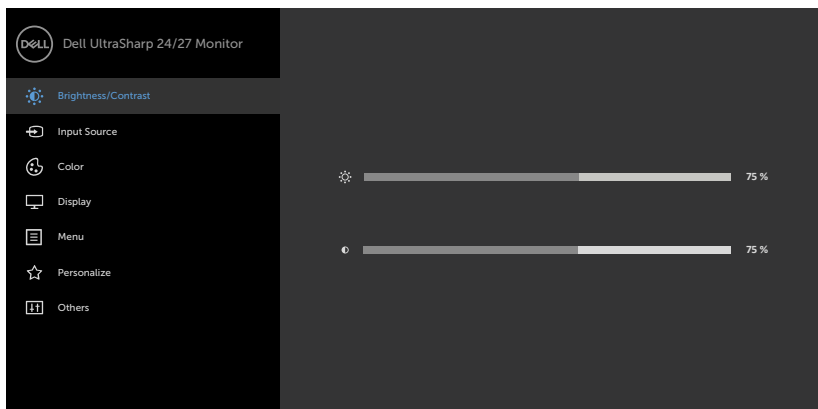 DELL
Dell UltraSharp 24/27 Monitor
Brightness/Contrast
Input Source
Color
Display
Menu
Personalize
Others
75 %
75 %